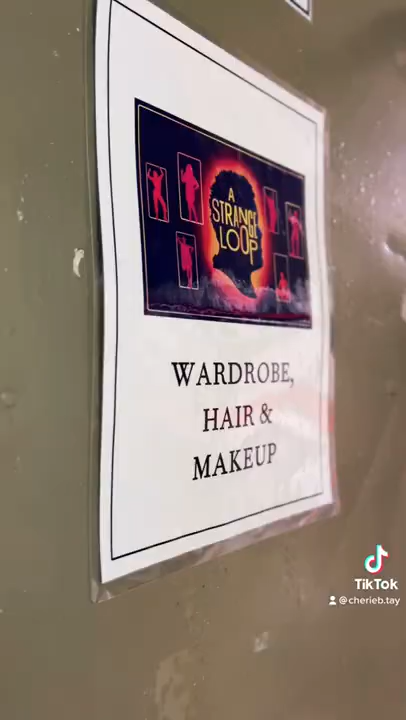 A
STRANGE
LOOP
WARDROBE,
HAIR &
MAKEUP
TikTok
@cherieb.tay